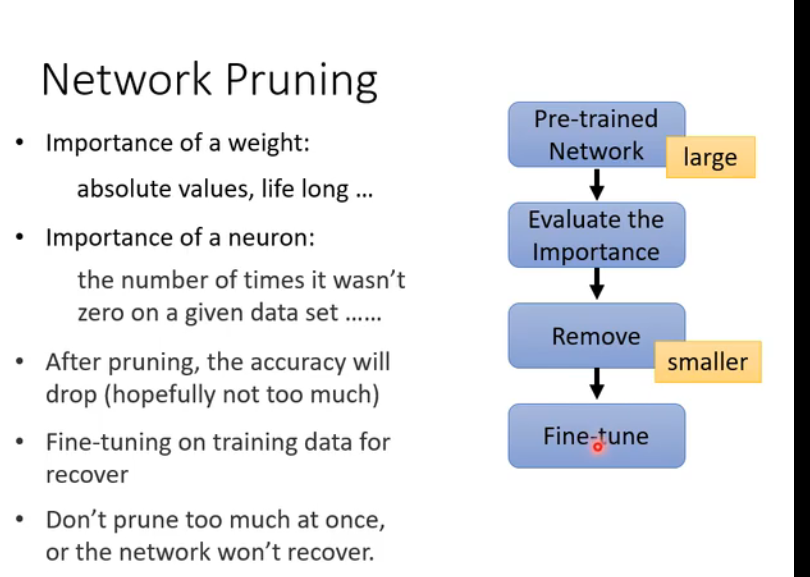 Network Pruning
• Importance of a weight:
absolute values, life long …
• Importance of a neuron:
the number of times it wasn't
zero on a given data set ……
• After pruning, the accuracy will
drop (hopefully not too much)
• Fine-tuning on training data for
recover
• Don't prune too much at once,
or the network won't recover.
Pre-trained
Network
large
Evaluate the
Importance
Remove
smaller
Fine-tune